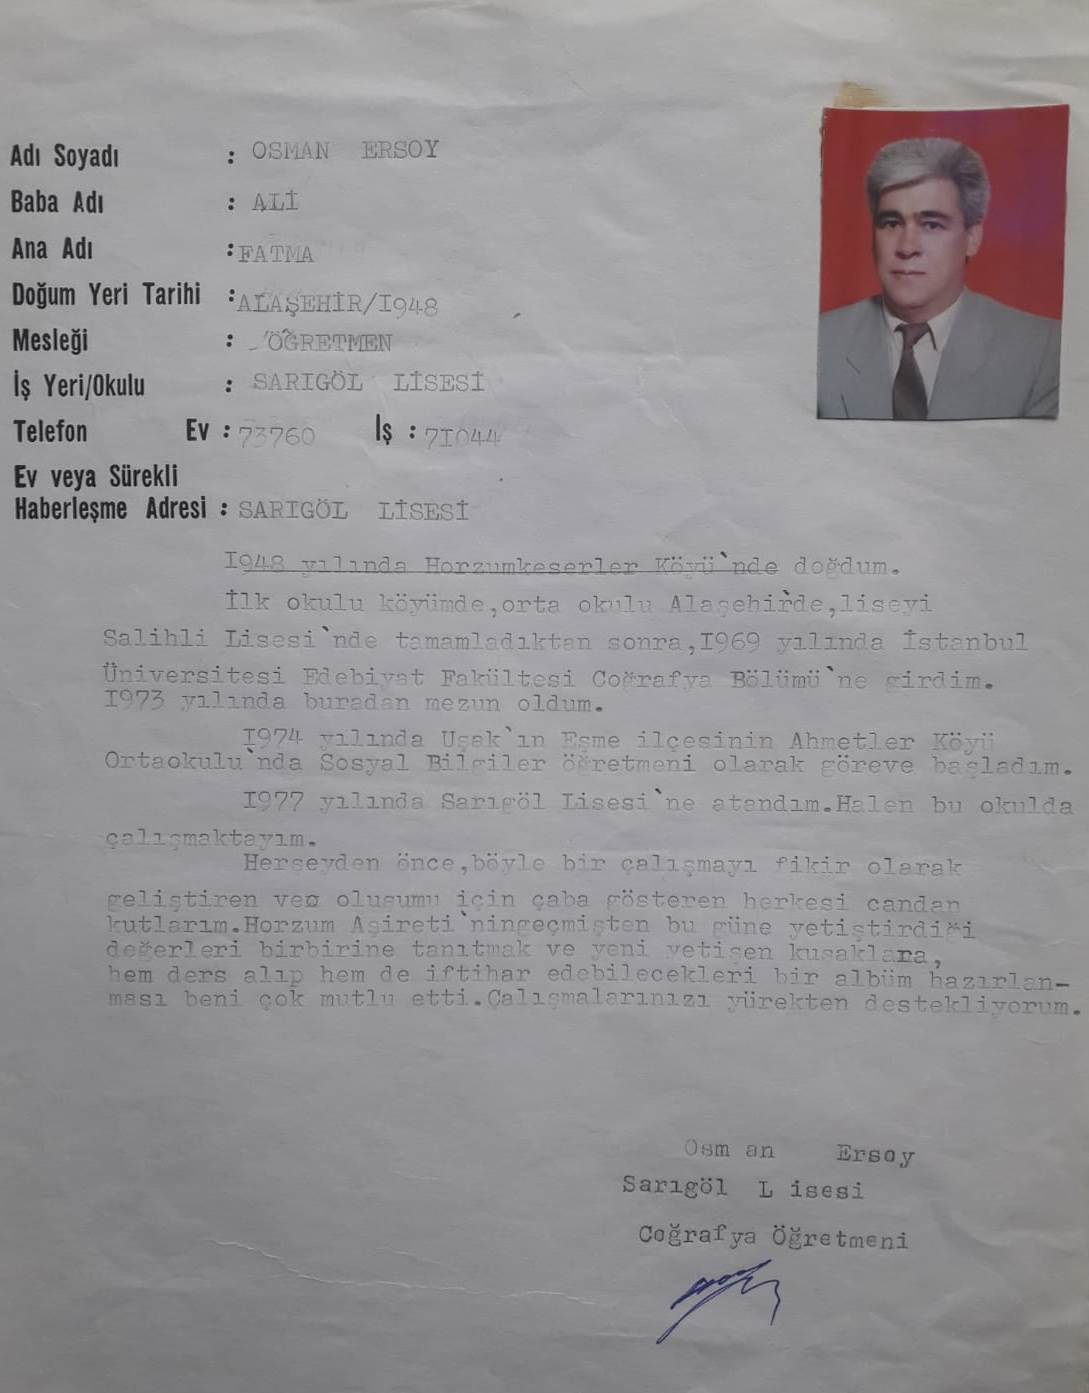 Adı Soyadı : OSMAN ERSOY
Baba Adı : ALİ
Ana Adı : FATMA
Doğum Yeri Tarihi : ALAŞEHİR/I948
Mesleği : ÖĞRETMEN
İş Yeri/Okulu : SARIGÖL LİSESİ
Telefon Ev : 73760 İş : 7I044
Ev veya Sürekli
Haberleşme Adresi : SARIGÖL LİSESİ
I948 yılında Horzumkeserler Köyü`nde doğdum.
İlk okulu köyümde,orta okulu Alaşehirde,liseyi
Salihli Lisesi`nde tamamladıktan sonra,I969 yılında İstanbul
Üniversitesi Edebiyat Fakültesi Coğrafya Bölümü`ne girdim.
I973 yılında buradan mezun oldum.
I974 yılında Uşak`ın Eşme ilçesinin Ahmetler Köyü
Ortaokulu`nda Sosyal Bilgiler öğretmeni olarak göreve başladım.
I977 yılında Sarıgöl Lisesi`ne atandım.Halen bu okulda
çalışmaktayım.
Herşeyden önce,böyle bir çalışmayı fikir olarak
geliştiren ve oluşumu için çaba gösteren herkesi candan
kutlarım.Horzum Aşireti`ningeçmişten bu güne yetiştirdiği
değerleri birbirine tanıtmak ve yeni yetişen kuşaklara,
hem ders alıp hem de iftihar edebilecekleri bir albüm hazırlan-
ması beni çok mutlu etti.Çalışmalarınızı yürekten destekliyorum.
Osm an Ersoy
Sarıgöl L isesi
Coğrafya Öğretmeni